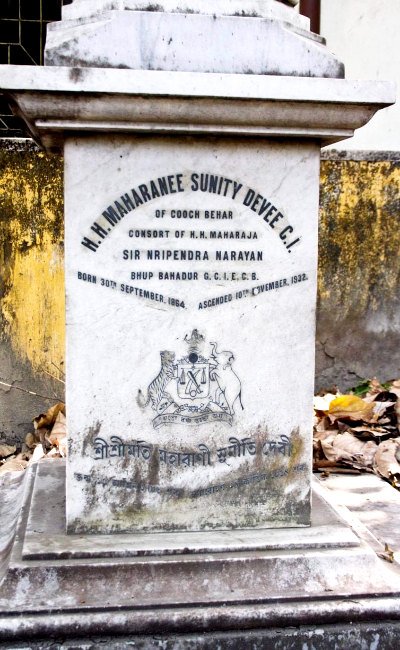 H.H. MAHARANEE SUNITY DEVEE C.I.
OF COOCH BEHAR
CONSORT OF H.H. MAHARAJA
SIR NRIPENDRA NARAYAN
BHUP BAHADUR G.C.I.E.C.B.
BORN 30TH SEPTEMBER, 1864. ASCENDED 10TH NOVEMBER, 1932.
শ্রীশ্রীমতি মহারাণী সুনীতি দেবী